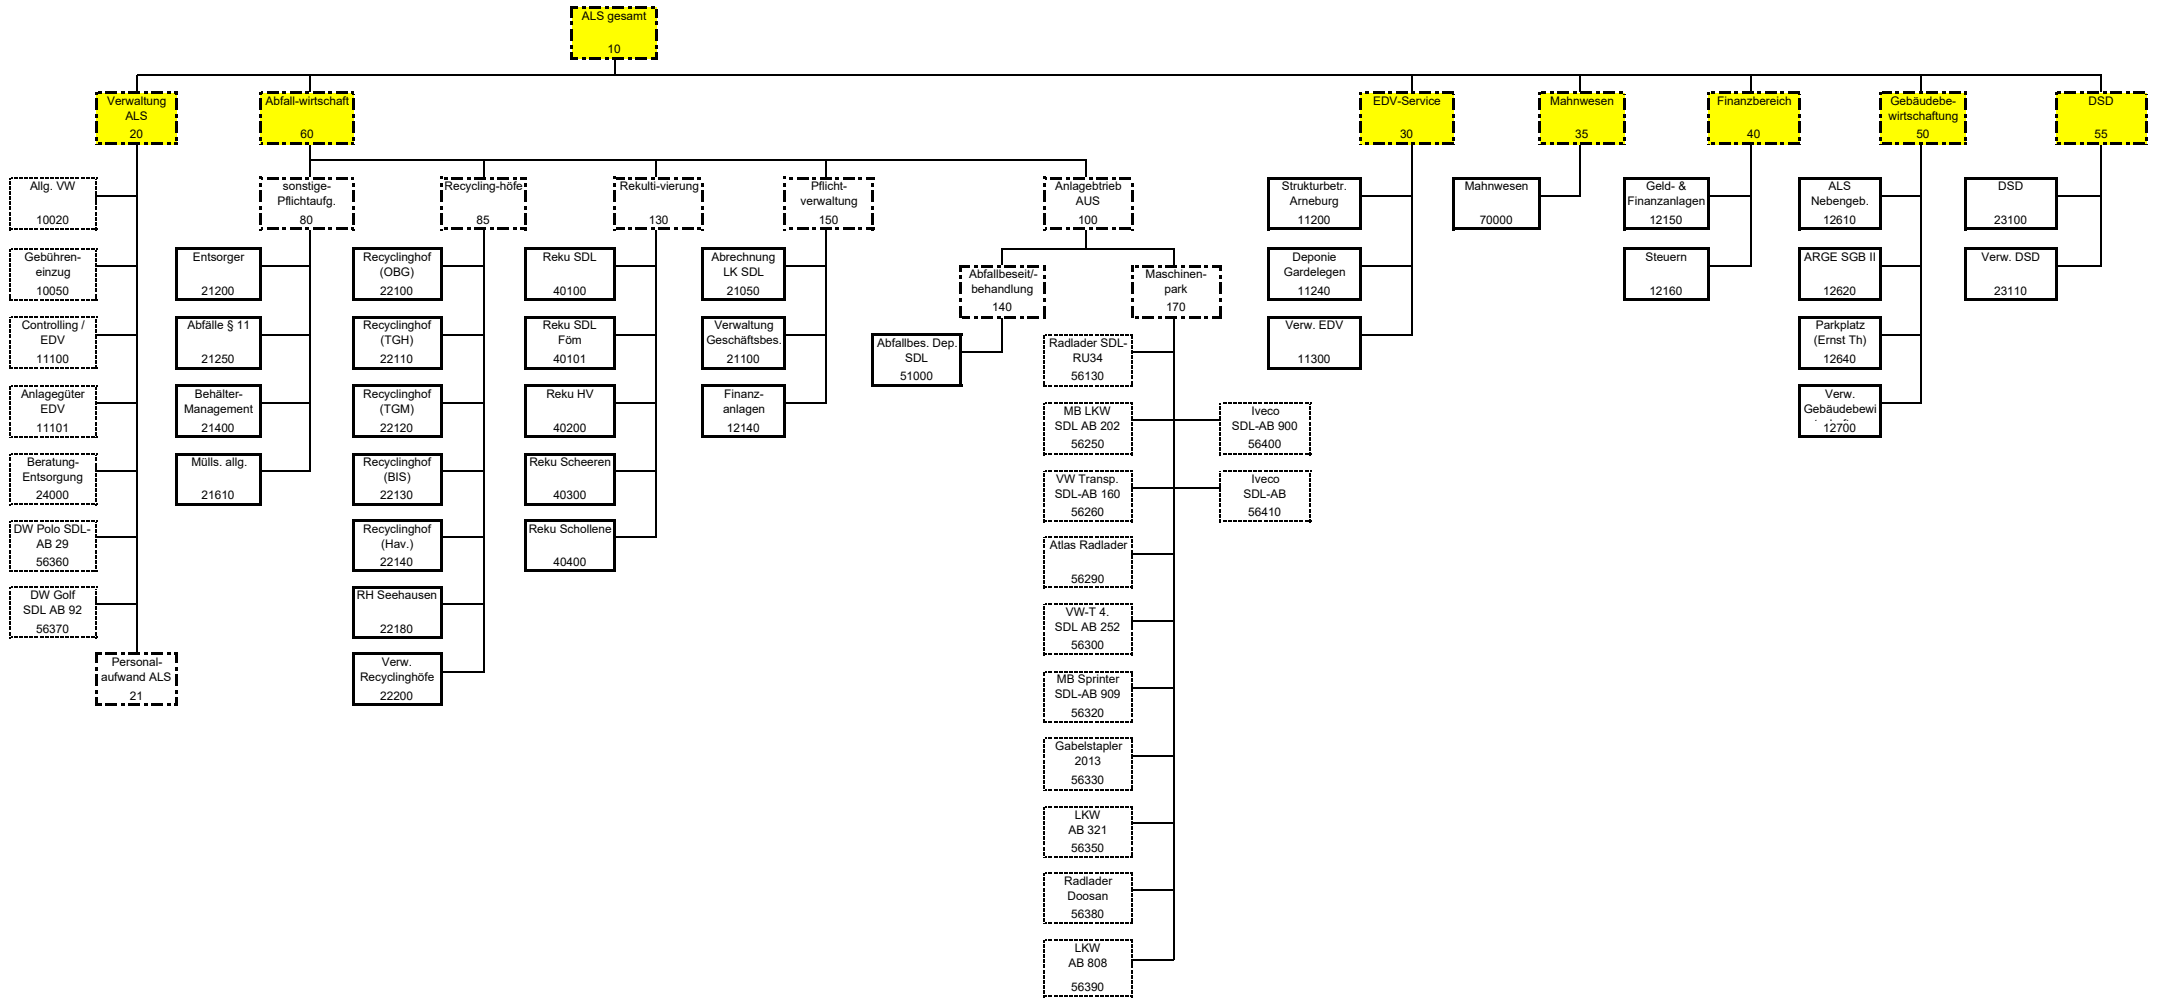 ALS gesamt
10
Verwaltung
ALS
20
Abfall-wirtschaft
60
EDV-Service
30
Mahnwesen
35
Finanzbereich
40
Gebäudebe-
wirtschaftung
50
DSD
55
Allg. VW
10020
Gebühren-
einzug
10050
Controlling /
EDV
11100
Anlagegüter
EDV
11101
Beratung-
Entsorgung
24000
DW Polo SDL-
AB 29
56360
DW Golf
SDL AB 92
56370
Personal-
aufwand ALS
21
sonstige-
Pflichtaufg.
80
Entsorger
21200
Abfälle § 11
21250
Behälter-
Management
21400
Mülls. allg.
21610
Recycling-höfe
85
Recyclinghof
(OBG)
22100
Recyclinghof
(TGH)
22110
Recyclinghof
(TGM)
22120
Recyclinghof
(BIS)
22130
Recyclinghof
(Hav.)
22140
RH Seehausen
22180
Verw.
Recyclinghöfe
22200
Rekulti-vierung
130
Reku SDL
40100
Reku SDL
Föm
40101
Reku HV
40200
Reku Scheeren
40300
Reku Schollene
40400
Pflicht-
verwaltung
150
Abrechnung
LK SDL
21050
Verwaltung
Geschäftsbes.
21100
Finanz-
anlagen
12140
Anlagebtrieb
AUS
100
Abfallbeseit/-
behandlung
140
Abfallbes. Dep.
SDL
51000
Maschinen-
park
170
Radlader SDL-
RU34
56130
MB LKW
SDL AB 202
56250
VW Transp.
SDL-AB 160
56260
Atlas Radlader
56290
VW-T 4.
SDL AB 252
56300
MB Sprinter
SDL-AB 909
56320
Gabelstapler
2013
56330
LKW
AB 321
56350
Radlader
Doosan
56380
LKW
AB 808
56390
Iveco
SDL-AB 900
56400
Iveco
SDL-AB
56410
Strukturbetr.
Arneburg
11200
Deponie
Gardelegen
11240
Verw. EDV
11300
Mahnwesen
70000
Geld- &
Finanzanlagen
12150
Steuern
12160
ALS
Nebengeb.
12610
ARGE SGB II
12620
Parkplatz
(Ernst Th)
12640
Verw.
Gebäudebewi
12700
DSD
23100
Verw. DSD
23110